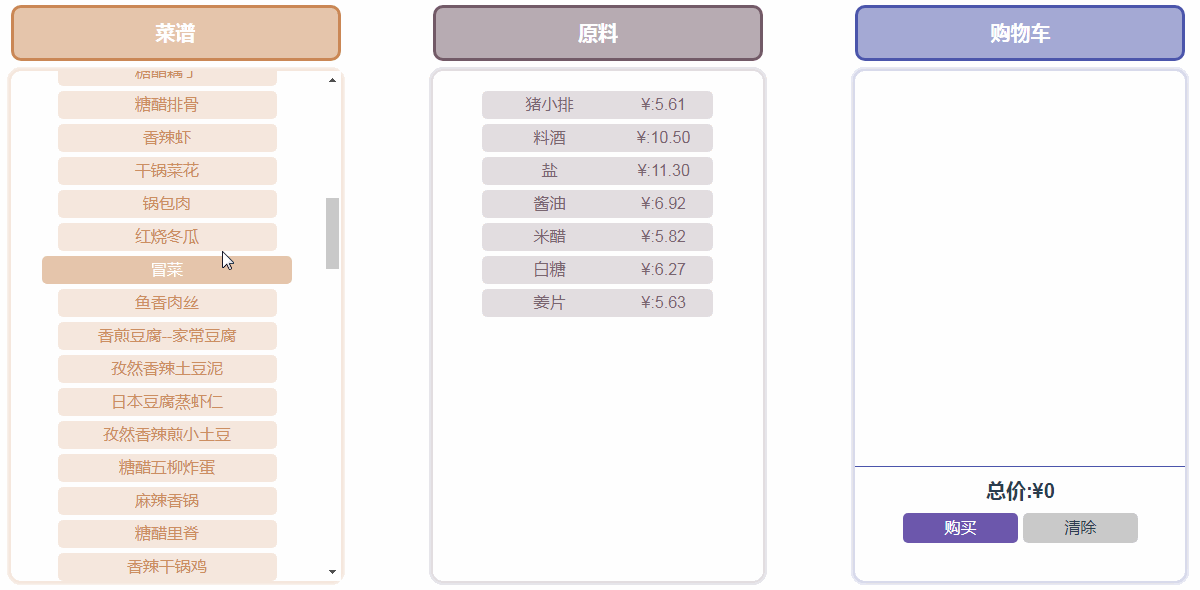 菜谱
糖醋藕丁
糖醋排骨
香辣虾
干锅菜花
锅包肉
红烧冬瓜
冒菜
鱼香肉丝
香煎豆腐--家常豆腐
孜然香辣土豆泥
日本豆腐蒸虾仁
孜然香辣煎小土豆
糖醋五柳炸蛋
麻辣香锅
糖醋里脊
香辣干锅鸡
原料
猪小排 ¥:5.61
料酒 ¥:10.50
盐 ¥:11.30
酱油 ¥:6.92
米醋 ¥:5.82
白糖 ¥:6.27
姜片 ¥:5.63
购物车
总价:¥0
购买 清除